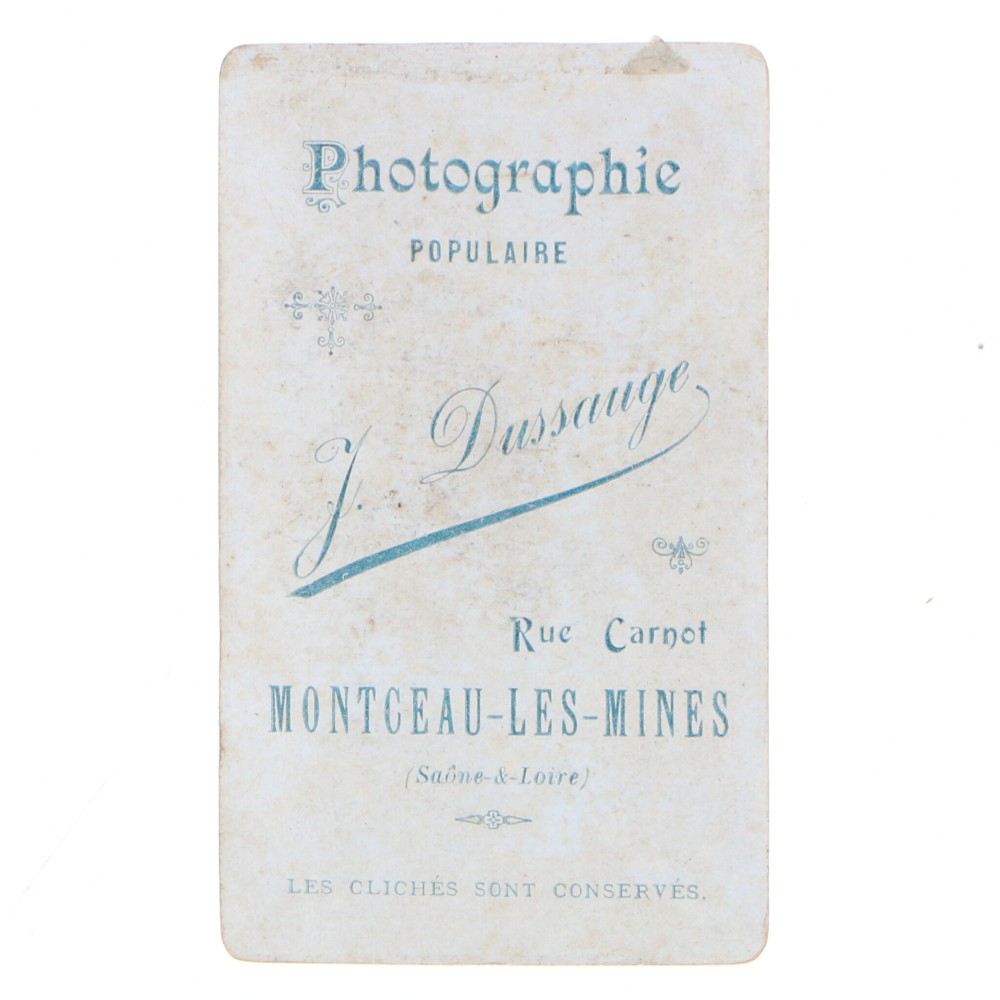 Photographie
POPULAIRE
J. Dussauge
Rue Carnot
MONTCEAU-LES-MINES
(Saône-&-Loire)
LES CLICHÉS SONT CONSERVÉS.